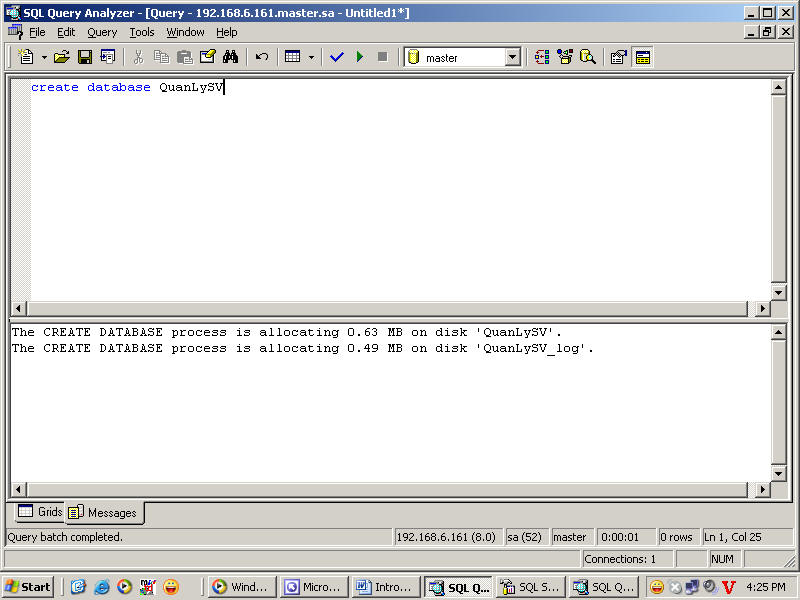 SQL Query Analyzer - [Query - 192.168.6.161.master.sa - Untitled1*]
File Edit Query Tools Window Help
master
create database QuanLySV
The CREATE DATABASE process is allocating 0.63 MB on disk 'QuanLySV'.
The CREATE DATABASE process is allocating 0.49 MB on disk 'QuanLySV_log'.
Grids Messages
Query batch completed. 192.168.6.161 (8.0) sa (52) master 0:00:01 0 rows Ln 1, Col 25
Connections: 1 NUM
Start Wind... Micro... Intro... SQL Q... SQL S... SQL Q... 4:25 PM